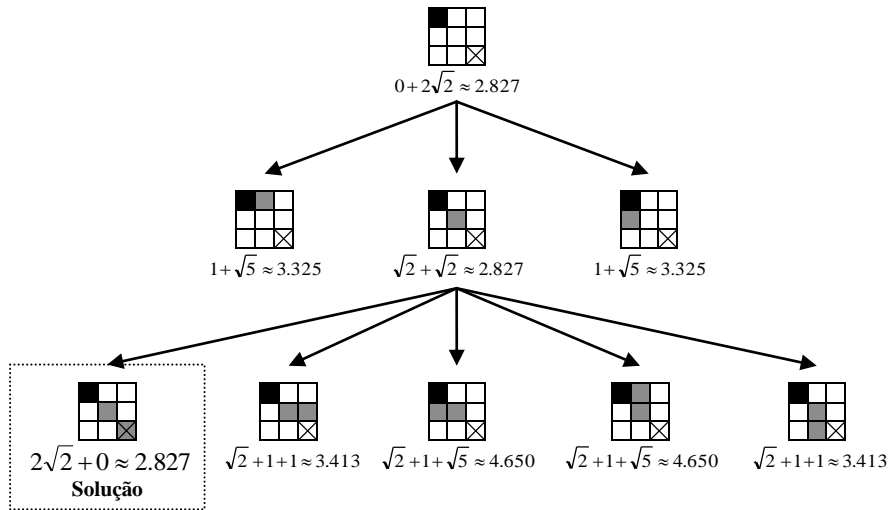 0+2√2 ≈ 2.827
1+√5 ≈ 3.325
√2+√2 ≈ 2.827
1+√5 ≈ 3.325
2√2+0 ≈ 2.827
Solução
√2+1+1 ≈ 3.413
√2+1+√5 ≈ 4.650
√2+1+√5 ≈ 4.650
√2+1+1 ≈ 3.413